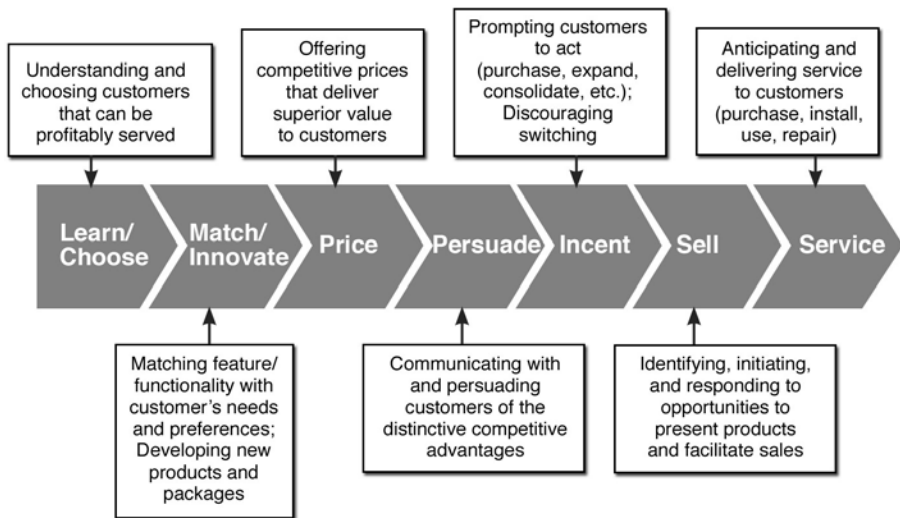 Understanding and
choosing customers
that can be
profitably served
Offering
competitive prices
that deliver
superior value
to customers
Prompting customers
to act
(purchase, expand,
consolidate, etc.);
Discouraging
switching
Anticipating and
delivering service
to customers
(purchase, install,
use, repair)
Learn/
Choose
Match/
Innovate
Price
Persuade
Incent
Sell
Service
Matching feature/
functionality with
customer's needs
and preferences;
Developing new
products and
packages
Communicating with
and persuading
customers of the
distinctive competitive
advantages
Identifying, initiating,
and responding to
opportunities to
present products
and facilitate sales